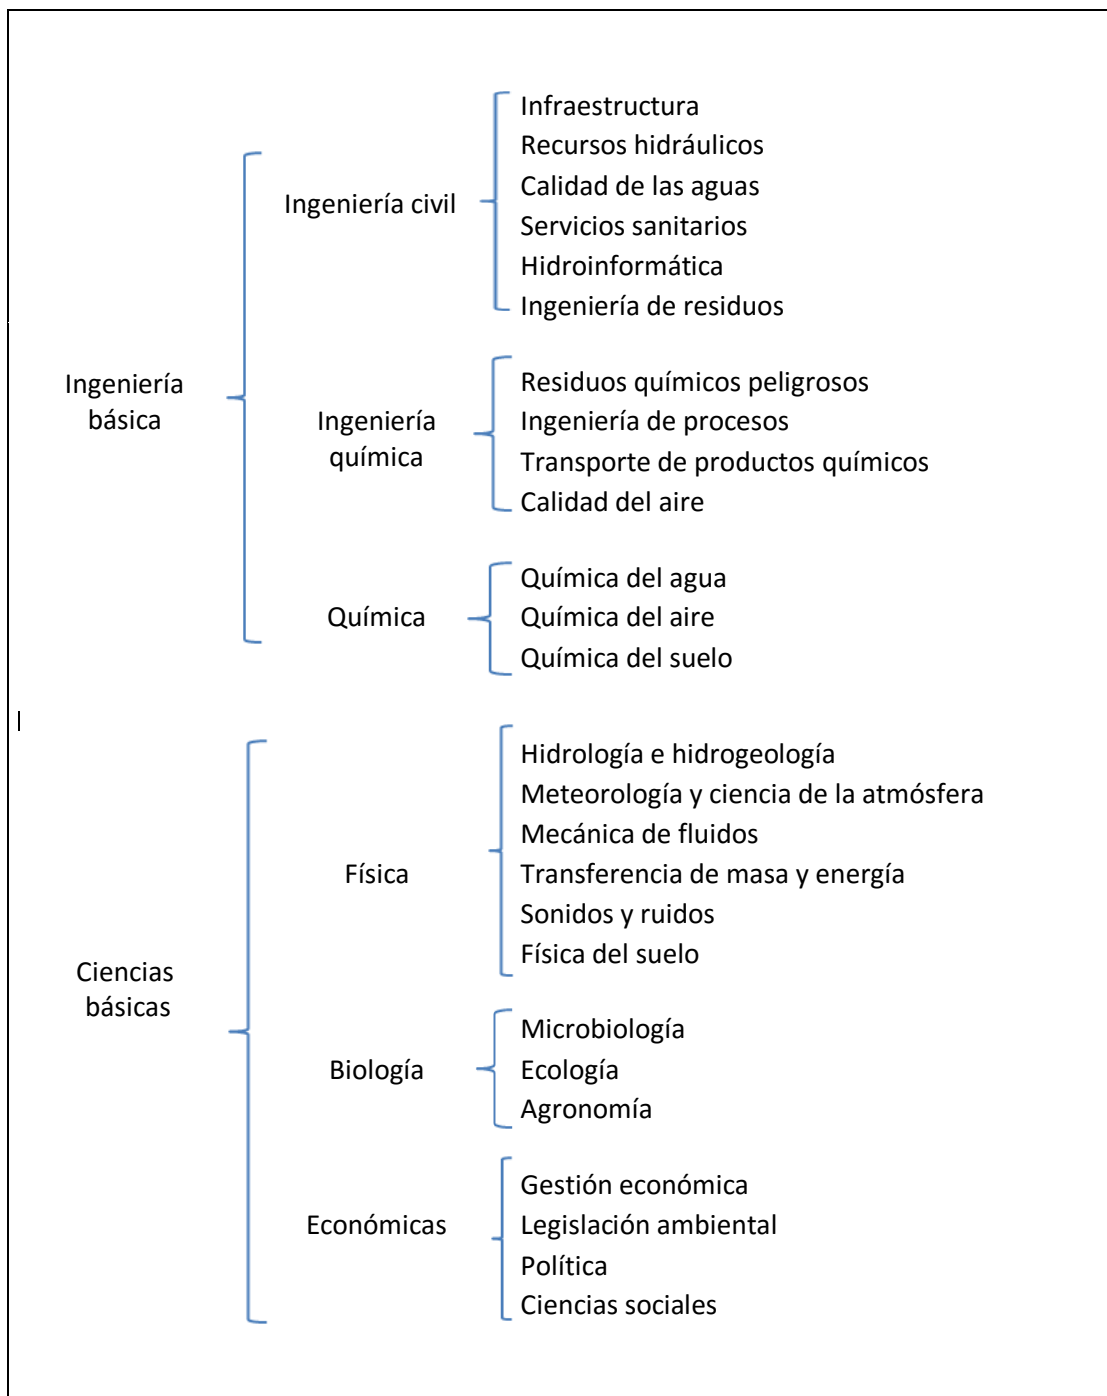 Ingeniería
básica
Ingeniería civil
Infraestructura
Recursos hidráulicos
Calidad de las aguas
Servicios sanitarios
Hidroinformática
Ingeniería de residuos
Ingeniería
química
Residuos químicos peligrosos
Ingeniería de procesos
Transporte de productos químicos
Calidad del aire
Química
Química del agua
Química del aire
Química del suelo
Ciencias
básicas
Física
Hidrología e hidrogeología
Meteorología y ciencia de la atmósfera
Mecánica de fluidos
Transferencia de masa y energía
Sonidos y ruidos
Física del suelo
Biología
Microbiología
Ecología
Agronomía
Económicas
Gestión económica
Legislación ambiental
Política
Ciencias sociales